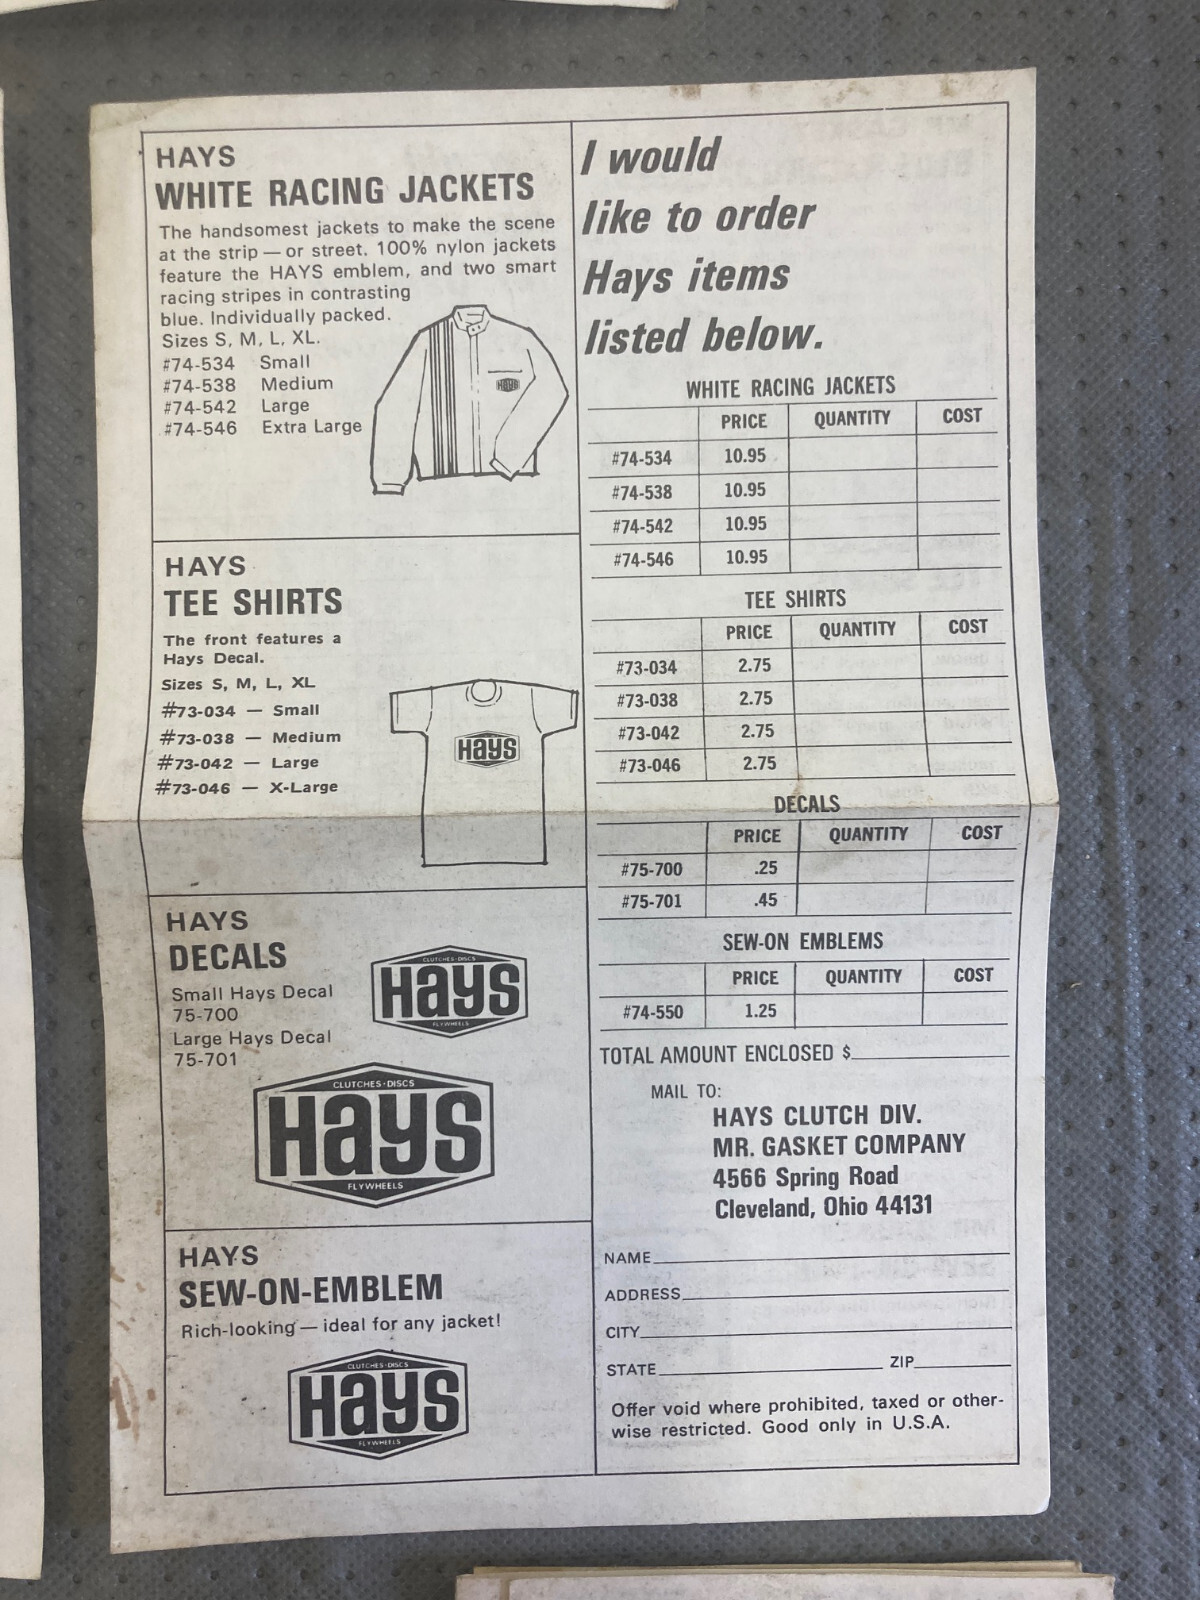 HAYS
WHITE RACING JACKETS
The handsomest jackets to make the scene
at the strip — or street. 100% nylon jackets
feature the HAYS emblem, and two smart
racing stripes in contrasting
blue. Individually packed.
Sizes S, M, L, XL.
#74-534 Small
#74-538 Medium
#74-542 Large
#74-546 Extra Large
HAYS
HAYS
TEE SHIRTS
The front features a
Hays Decal.
Sizes S, M, L, XL
#73-034 — Small
#73-038 — Medium
#73-042 — Large
#73-046 — X-Large
Hays
HAYS
DECALS
Small Hays Decal
75-700
Large Hays Decal
75-701
CLUTCHES·DISCS
Hays
FLYWHEELS
CLUTCHES·DISCS
Hays
FLYWHEELS
HAYS
SEW-ON-EMBLEM
Rich-looking — ideal for any jacket!
CLUTCHES·DISCS
Hays
FLYWHEELS
I would
like to order
Hays items
listed below.
WHITE RACING JACKETS
PRICE QUANTITY COST
#74-534 10.95
#74-538 10.95
#74-542 10.95
#74-546 10.95
TEE SHIRTS
PRICE QUANTITY COST
#73-034 2.75
#73-038 2.75
#73-042 2.75
#73-046 2.75
DECALS
PRICE QUANTITY COST
#75-700 .25
#75-701 .45
SEW-ON EMBLEMS
PRICE QUANTITY COST
#74-550 1.25
TOTAL AMOUNT ENCLOSED $
MAIL TO:
HAYS CLUTCH DIV.
MR. GASKET COMPANY
4566 Spring Road
Cleveland, Ohio 44131
NAME
ADDRESS
CITY
STATE ZIP
Offer void where prohibited, taxed or other-
wise restricted. Good only in U.S.A.